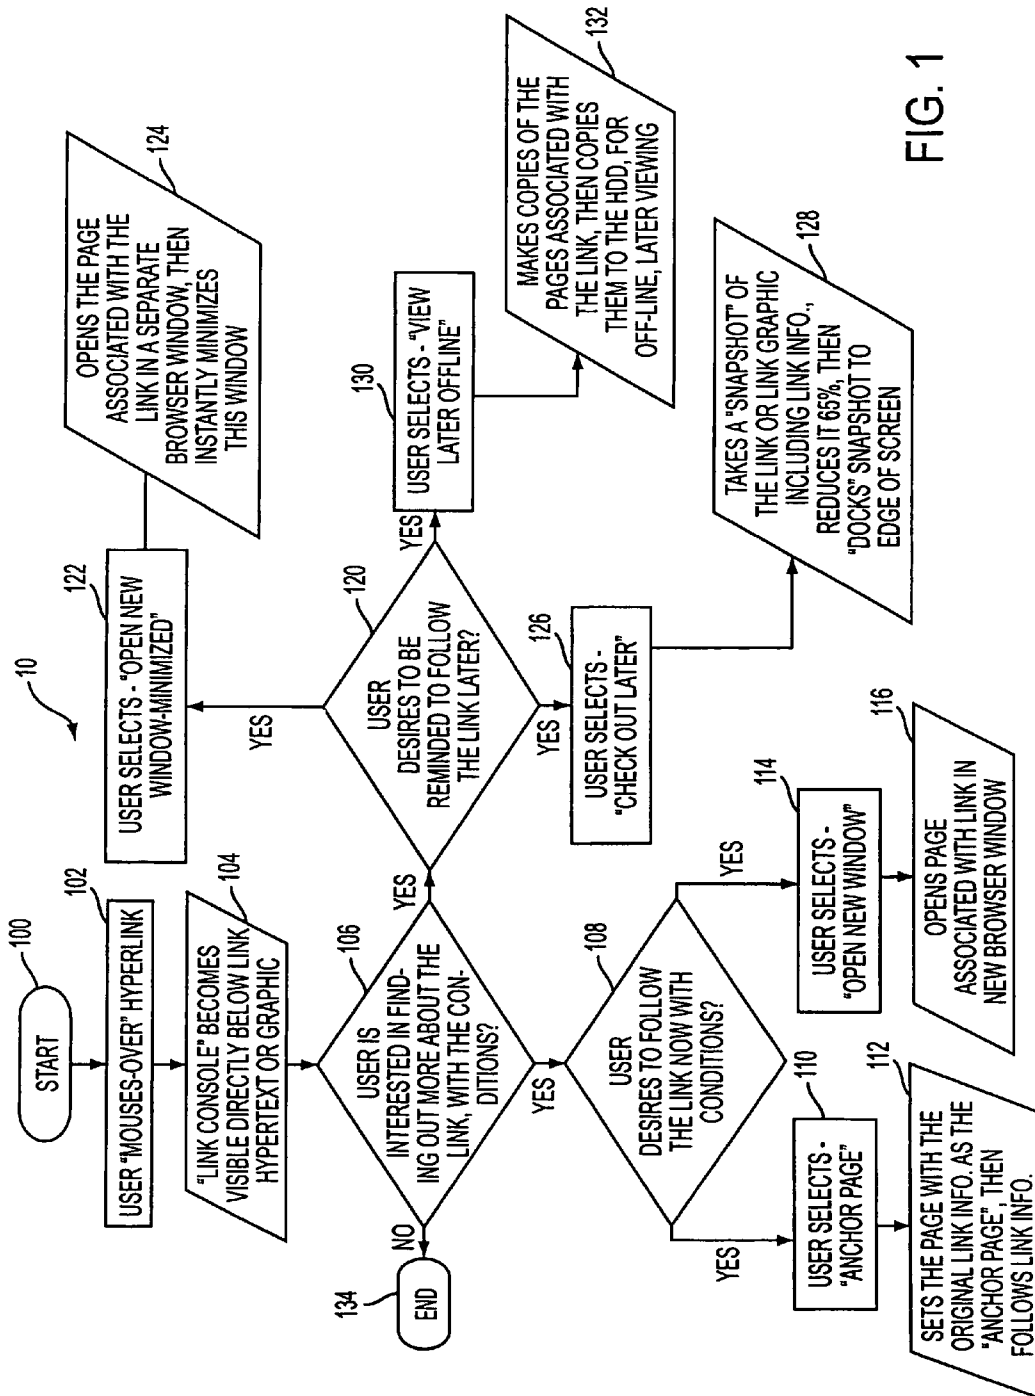 10
100
START
102
USER "MOUSES-OVER" HYPERLINK
104
"LINK CONSOLE" BECOMES
VISIBLE DIRECTLY BELOW LINK
HYPERTEXT OR GRAPHIC
106
USER IS
INTERESTED IN FIND-
ING OUT MORE ABOUT THE
LINK, WITH THE CON-
DITIONS?
NO
134
END
YES
YES
108
USER
DESIRES TO FOLLOW
THE LINK NOW WITH
CONDITIONS?
YES
110
USER SELECTS-
"ANCHOR PAGE"
112
SETS THE PAGE WITH THE
ORIGINAL LINK INFO. AS THE
"ANCHOR PAGE", THEN
FOLLOWS LINK INFO.
YES
114
USER SELECTS -
"OPEN NEW WINDOW"
116
OPENS PAGE
ASSOCIATED WITH LINK IN
NEW BROWSER WINDOW
120
USER
DESIRES TO BE
REMINDED TO FOLLOW
THE LINK LATER?
YES
122
USER SELECTS - "OPEN NEW
WINDOW-MINIMIZED"
124
OPENS THE PAGE
ASSOCIATED WITH THE
LINK IN A SEPARATE
BROWSER WINDOW, THEN
INSTANTLY MINIMIZES
THIS WINDOW
YES
126
USER SELECTS -
"CHECK OUT LATER"
128
TAKES A "SNAPSHOT" OF
THE LINK OR LINK GRAPHIC
INCLUDING LINK INFO.,
REDUCES IT 65%, THEN
"DOCKS" SNAPSHOT TO
EDGE OF SCREEN
YES
130
USER SELECTS - "VIEW
LATER OFFLINE"
132
MAKES COPIES OF THE
PAGES ASSOCIATED WITH
THE LINK, THEN COPIES
THEM TO THE HDD, FOR
OFF-LINE, LATER VIEWING
FIG. 1